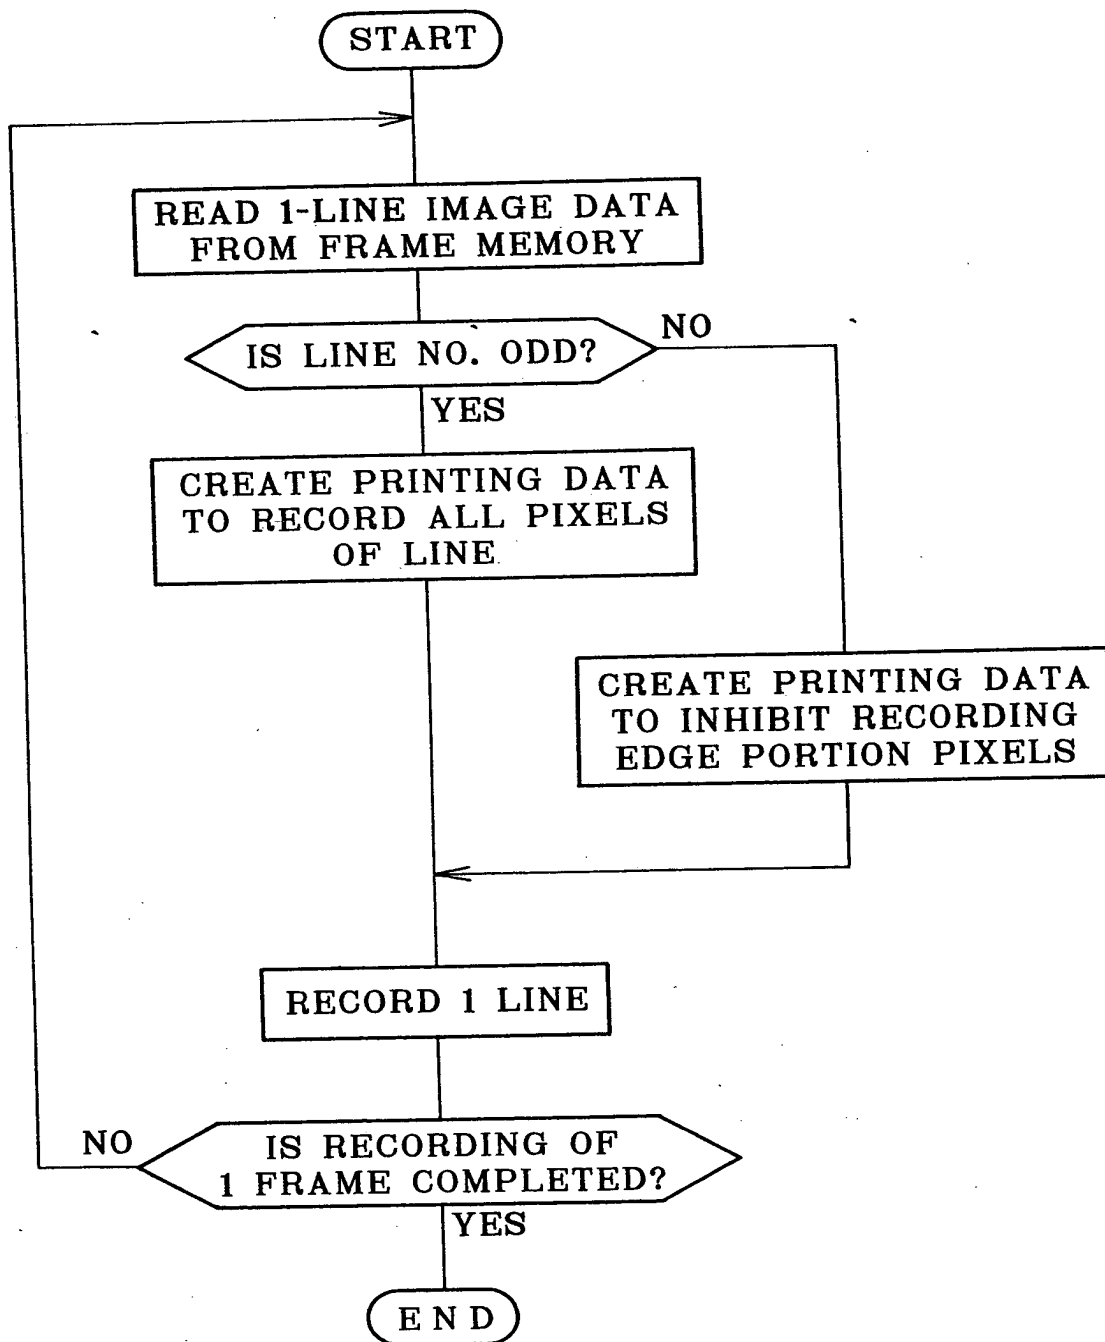 START
READ 1-LINE IMAGE DATA
FROM FRAME MEMORY
IS LINE NO. ODD?
NO
YES
CREATE PRINTING DATA
TO RECORD ALL PIXELS
OF LINE
CREATE PRINTING DATA
TO INHIBIT RECORDING
EDGE PORTION PIXELS
RECORD 1 LINE
NO
IS RECORDING OF
1 FRAME COMPLETED?
YES
END